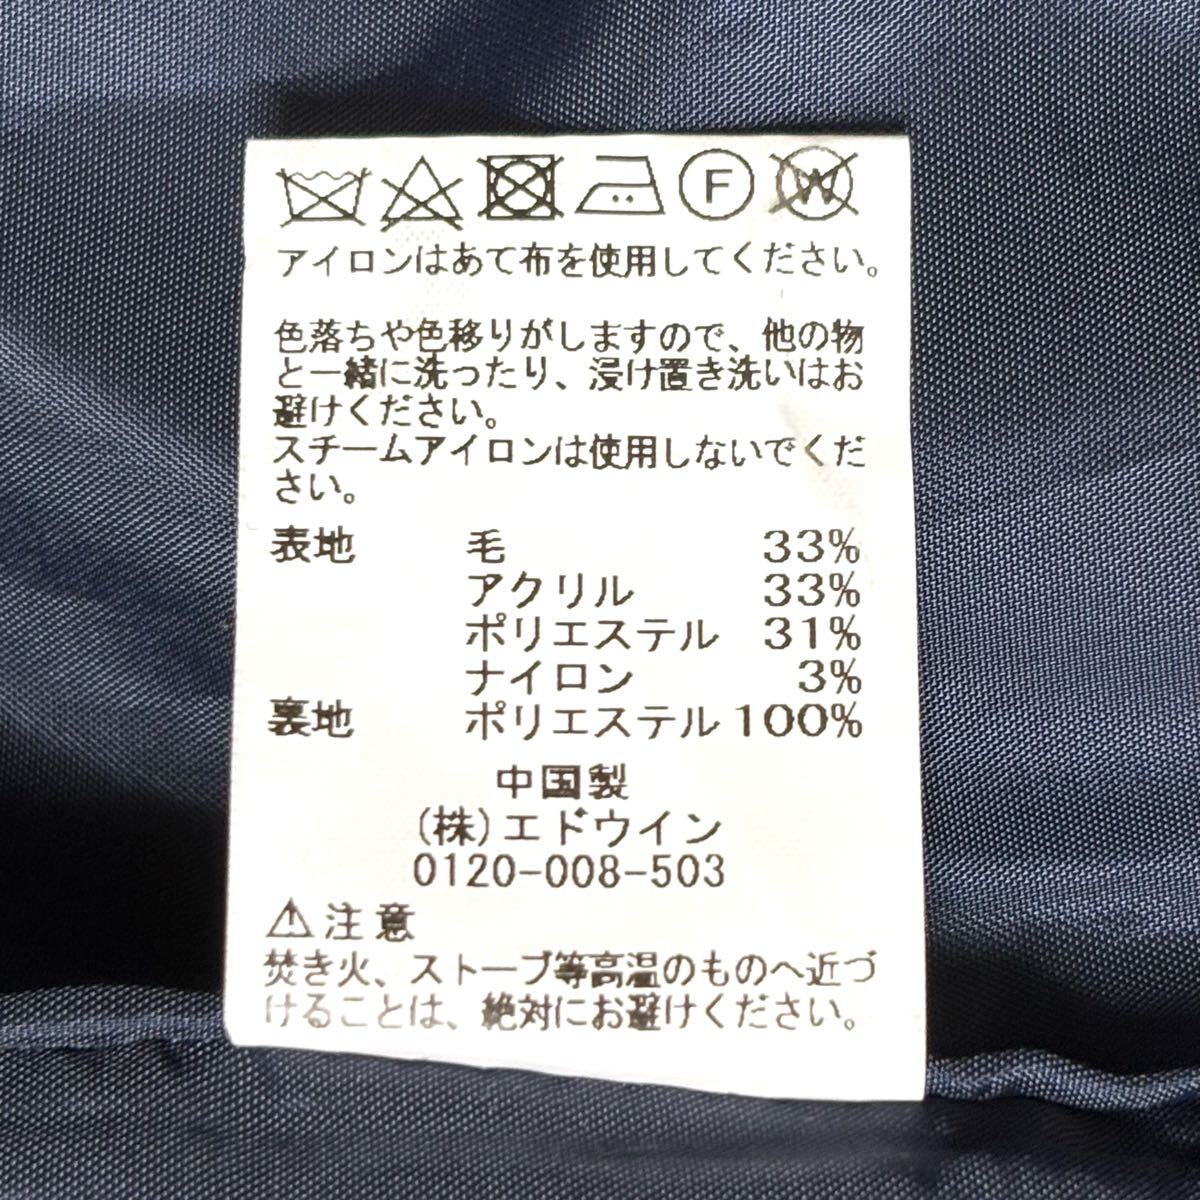 F W
アイロンはあて布を使用してください。
色落ちや色移りがしますので、他の物
と一緒に洗ったり、浸け置き洗いはお
避けください。
スチームアイロンは使用しないでくだ
さい。
表地 毛 33%
アクリル 33%
ポリエステル 31%
ナイロン 3%
裏地 ポリエステル 100%
中国製
(株)エドウイン
0120-008-503
⚠注意
焚き火、ストーブ等高温のものへ近づ
けることは、絶対にお避けください。